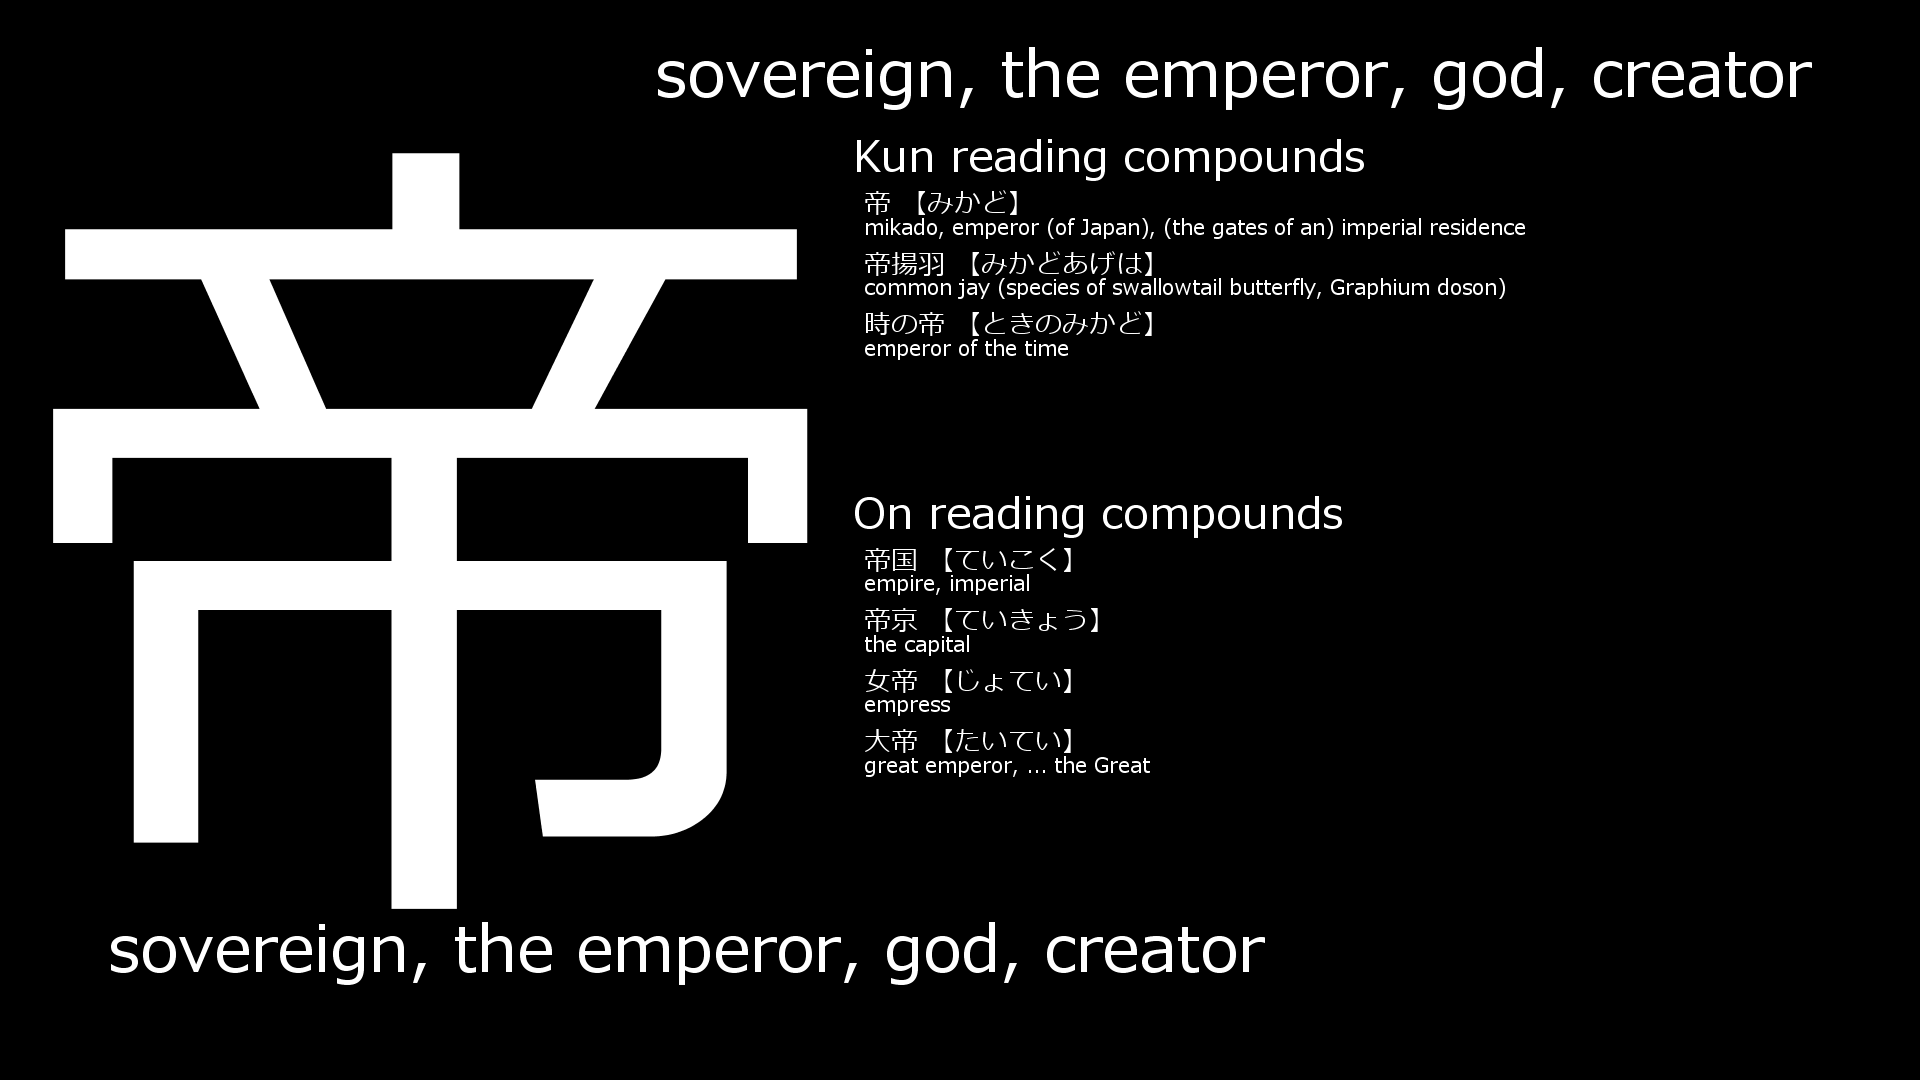 sovereign, the emperor, god, creator
帝
Kun reading compounds
帝 【みかど】
mikado, emperor (of Japan), (the gates of an) imperial residence
帝揚羽 【みかどあげは】
common jay (species of swallowtail butterfly, Graphium doson)
時の帝 【ときのみかど】
emperor of the time
On reading compounds
帝国 【ていこく】
empire, imperial
帝京 【ていきょう】
the capital
女帝 【じょてい】
empress
大帝 【たいてい】
great emperor, ... the Great
sovereign, the emperor, god, creator